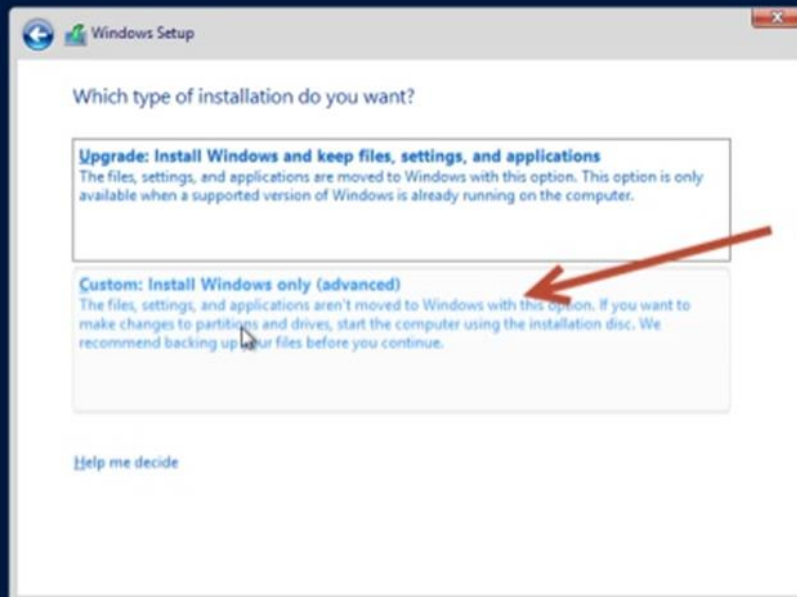 Windows Setup
Which type of installation do you want?
Upgrade: Install Windows and keep files, settings, and applications
The files, settings, and applications are moved to Windows with this option. This option is only
available when a supported version of Windows is already running on the computer.
Custom: Install Windows only (advanced)
The files, settings, and applications aren't moved to Windows with this option. If you want to
make changes to partitions and drives, start the computer using the installation disc. We
recommend backing up your files before you continue.
Help me decide